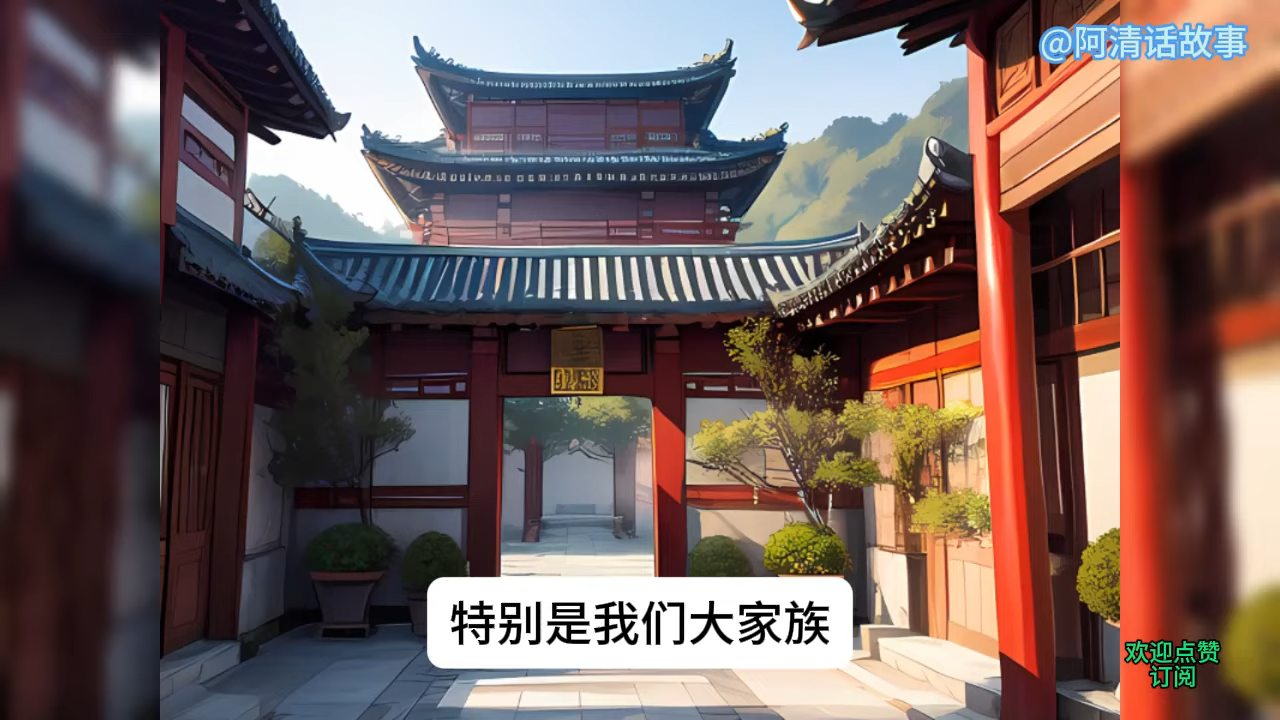 @阿清话故事
特别是我们大家族
欢迎点赞
订阅